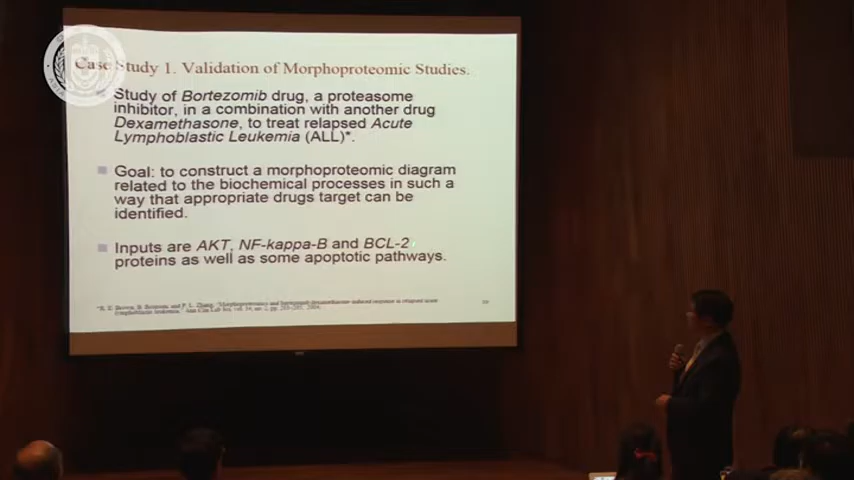 Case Study 1. Validation of Morphoproteomic Studies.
Study of Bortezomib drug, a proteasome
inhibitor, in a combination with another drug
Dexamethasone, to treat relapsed Acute
Lymphoblastic Leukemia (ALL)*.
Goal: to construct a morphoproteomic diagram
related to the biochemical processes in such a
way that appropriate drugs target can be
identified.
Inputs are AKT, NF-kappa-B and BCL-2
proteins as well as some apoptotic pathways.